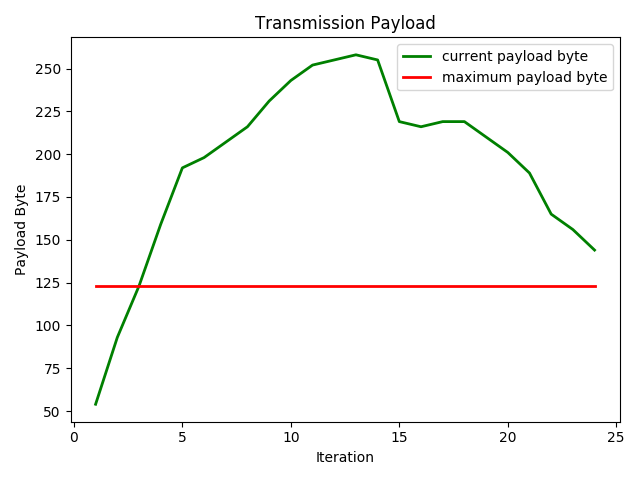 Transmission Payload
current payload byte
maximum payload byte
250
225
200
175
150
125
100
75
50
Payload Byte
0 5 10 15 20 25
Iteration